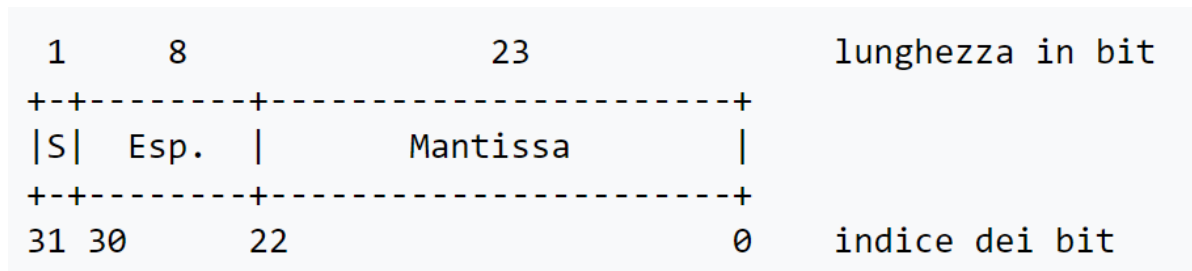 1 8 23 lunghezza in bit
+-+--------+-----------------------+
|S| Esp. | Mantissa |
+-+--------+-----------------------+
31 30 22 0 indice dei bit